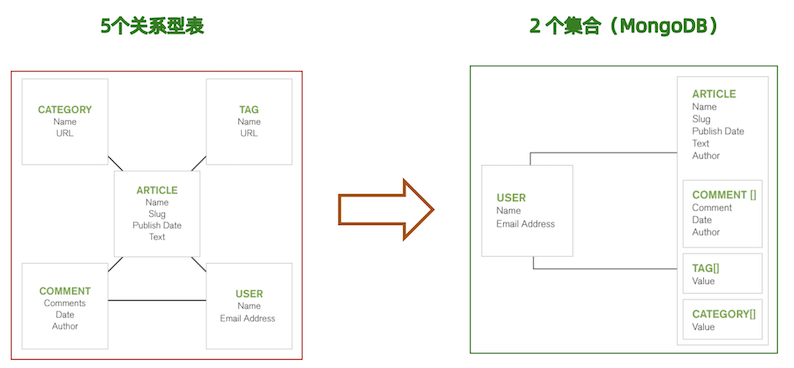 5个关系型表
CATEGORY
Name
URL
TAG
Name
URL
ARTICLE
Name
Slug
Publish Date
Text
COMMENT
Comments
Date
Author
USER
Name
Email Address
2 个集合（MongoDB）
USER
Name
Email Address
ARTICLE
Name
Slug
Publish Date
Text
Author
COMMENT []
Comment
Date
Author
TAG[]
Value
CATEGORY[]
Value